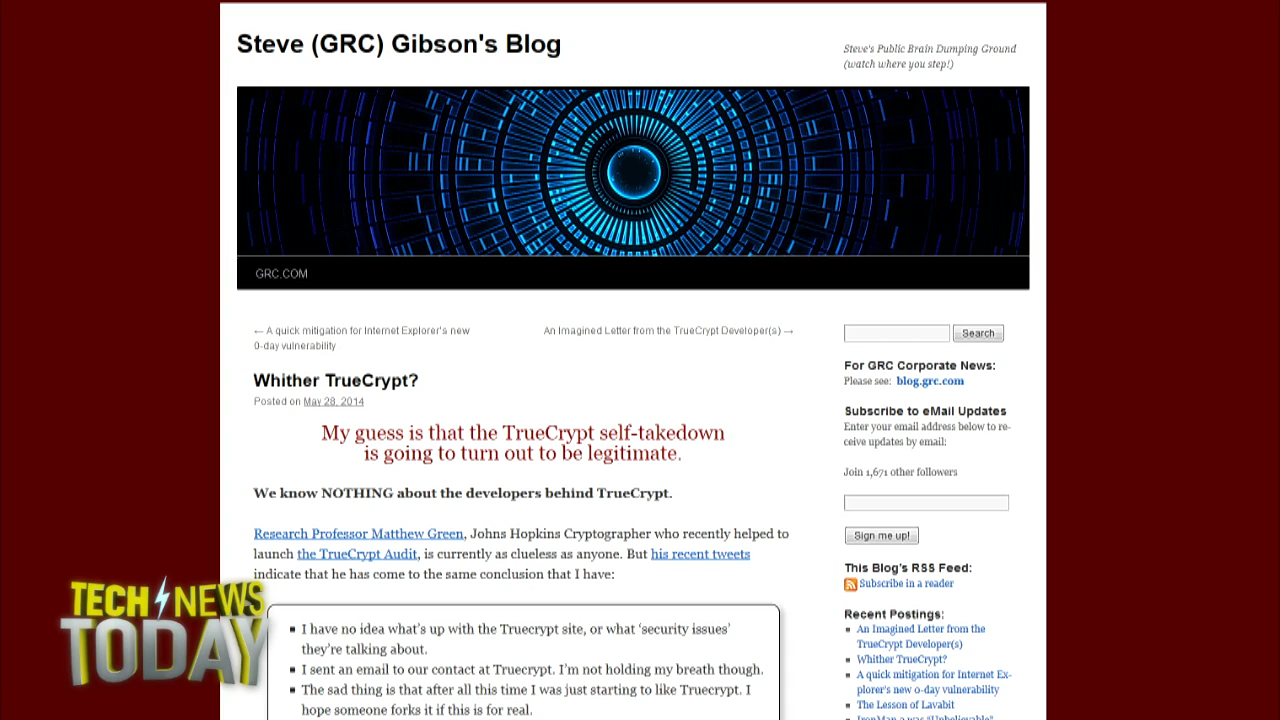 Steve (GRC) Gibson's Blog
Steve's Public Brain Dumping Ground
(watch where you step!)
GRC.COM
← A quick mitigation for Internet Explorer's new
0-day vulnerability
An Imagined Letter from the TrueCrypt Developer(s) →
Whither TrueCrypt?
Posted on May 28, 2014
My guess is that the TrueCrypt self-takedown
is going to turn out to be legitimate.
We know NOTHING about the developers behind TrueCrypt.
Research Professor Matthew Green, Johns Hopkins Cryptographer who recently helped to
launch the TrueCrypt Audit, is currently as clueless as anyone. But his recent tweets
indicate that he has come to the same conclusion that I have:
▪ I have no idea what's up with the Truecrypt site, or what 'security issues'
they're talking about.
▪ I sent an email to our contact at Truecrypt. I'm not holding my breath though.
▪ The sad thing is that after all this time I was just starting to like Truecrypt. I
hope someone forks it if this is for real.
Search
For GRC Corporate News:
Please see: blog.grc.com
Subscribe to eMail Updates
Enter your email address below to re-
ceive updates by email:
Join 1,671 other followers
Sign me up!
This Blog's RSS Feed:
Subscribe in a reader
Recent Postings:
▪ An Imagined Letter from the
TrueCrypt Developer(s)
▪ Whither TrueCrypt?
▪ A quick mitigation for Internet Ex-
plorer's new 0-day vulnerability
▪ The Lesson of Lavabit
▪ IronMan 3 was "Unbelievable"
TECH NEWS
TODAY